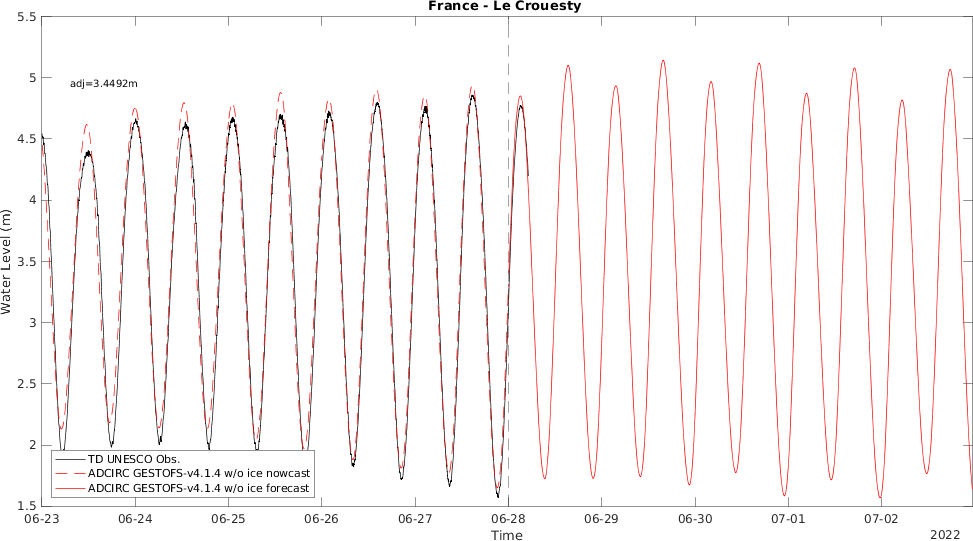 France - Le Crouesty
adj=3.4492m
Water Level (m)
5.5
5
4.5
4
3.5
3
2.5
2
1.5
TD UNESCO Obs.
ADCIRC GESTOFS-v4.1.4 w/o ice nowcast
ADCIRC GESTOFS-v4.1.4 w/o ice forecast
06-23 06-24 06-25 06-26 06-27 06-28 06-29 06-30 07-01 07-02
Time
2022